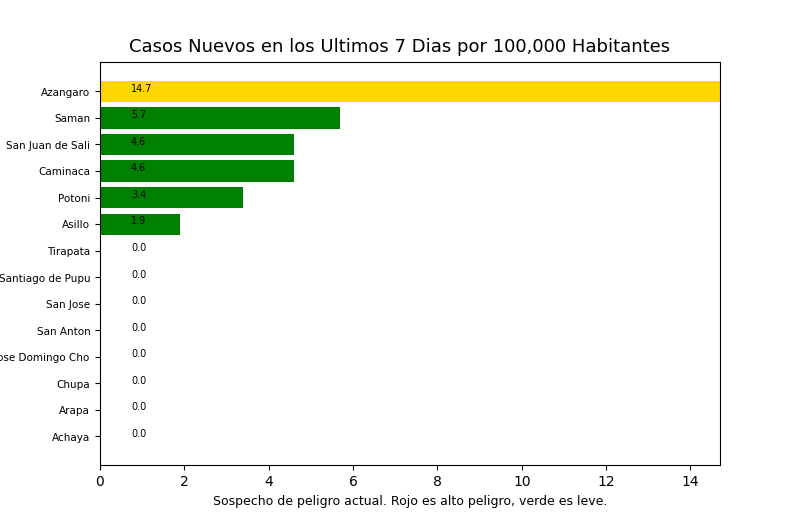 Casos Nuevos en los Ultimos 7 Dias por 100,000 Habitantes
Azangaro 14.7
Saman 5.7
San Juan de Sali 4.6
Caminaca 4.6
Potoni 3.4
Asillo 1.9
Tirapata 0.0
Santiago de Pupu 0.0
San Jose 0.0
San Anton 0.0
ose Domingo Cho 0.0
Chupa 0.0
Arapa 0.0
Achaya 0.0
0 2 4 6 8 10 12 14
Sospecho de peligro actual. Rojo es alto peligro, verde es leve.